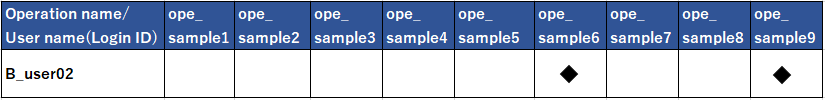 Operation name/ ope_ ope_ ope_ ope_ ope_ ope_ ope_ ope_ ope_
User name(Login ID) sample1 sample2 sample3 sample4 sample5 sample6 sample7 sample8 sample9
B_user02 ◆ ◆